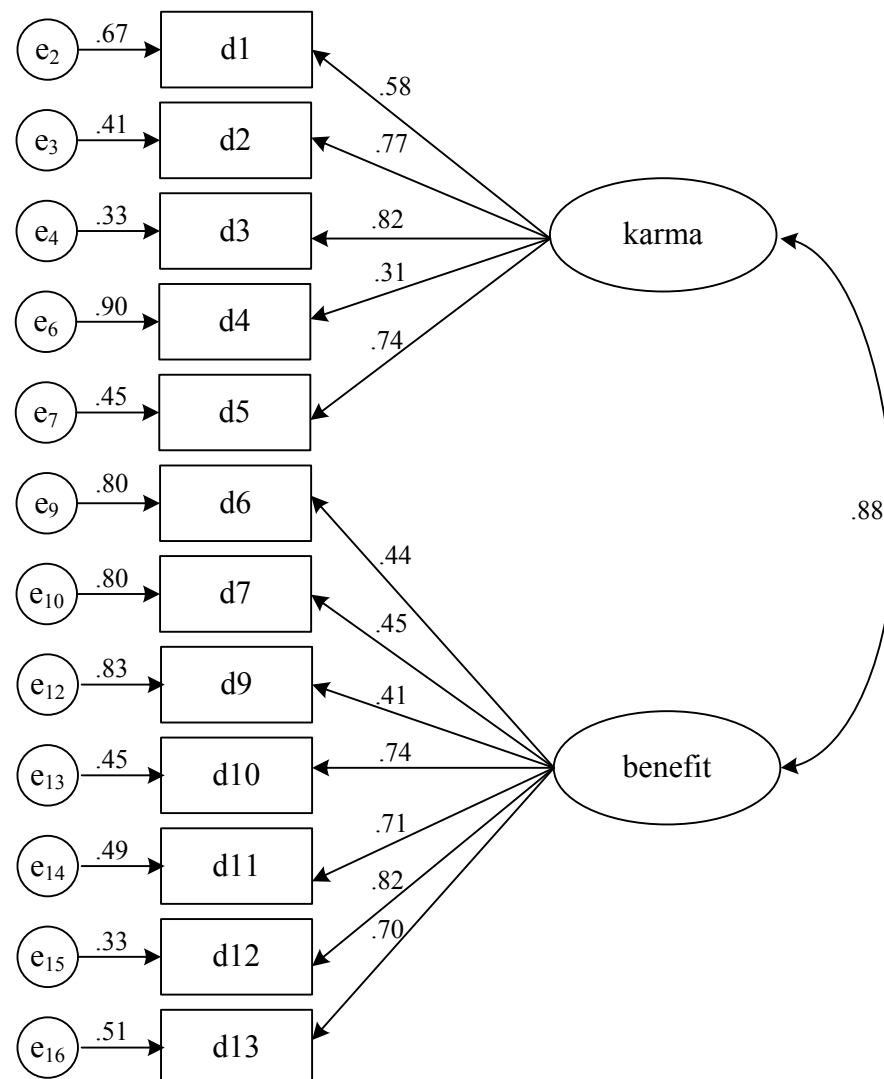 e2 .67 d1
.58
e3 .41 d2
.77
e4 .33 d3 .82 karma
.31
e6 .90 d4
.74
e7 .45 d5
e9 .80 d6
.88
.44
e10 .80 d7
.45
e12 .83 d9
.41
e13 .45 d10 .74 benefit
.71
e14 .49 d11
.82
e15 .33 d12
.70
e16 .51 d13